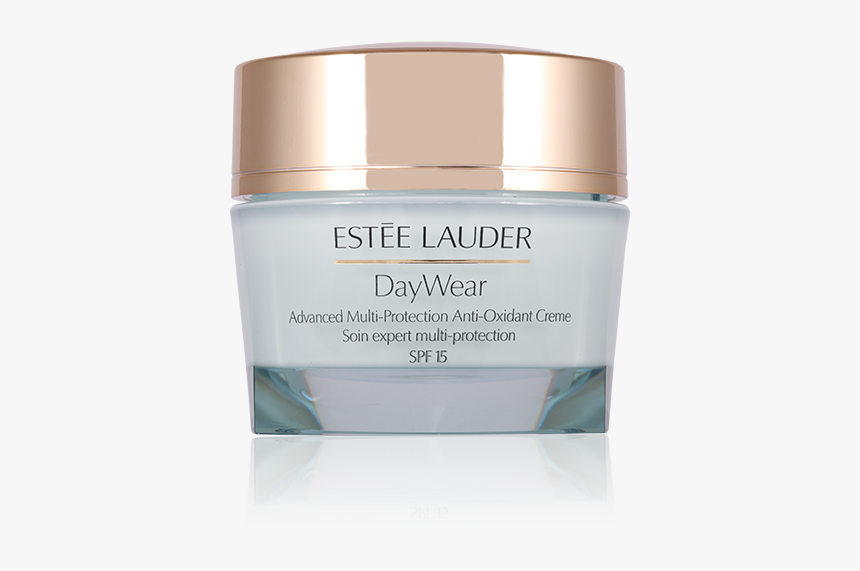 ESTĒE LAUDER
DayWear
Advanced Multi-Protection Anti-Oxidant Creme
Soin expert multi-protection
SPF 15